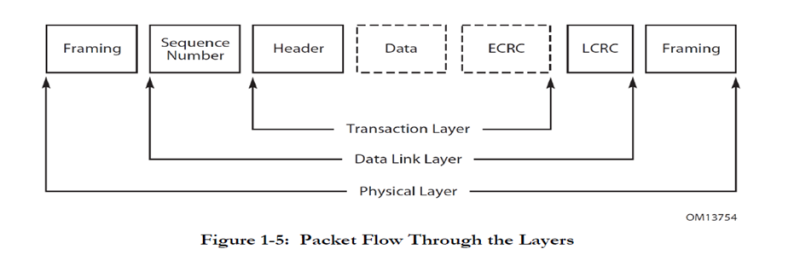 Framing
Sequence
Number
Header
Data
ECRC
LCRC
Framing
Transaction Layer
Data Link Layer
Physical Layer
OM13754
Figure 1-5: Packet Flow Through the Layers